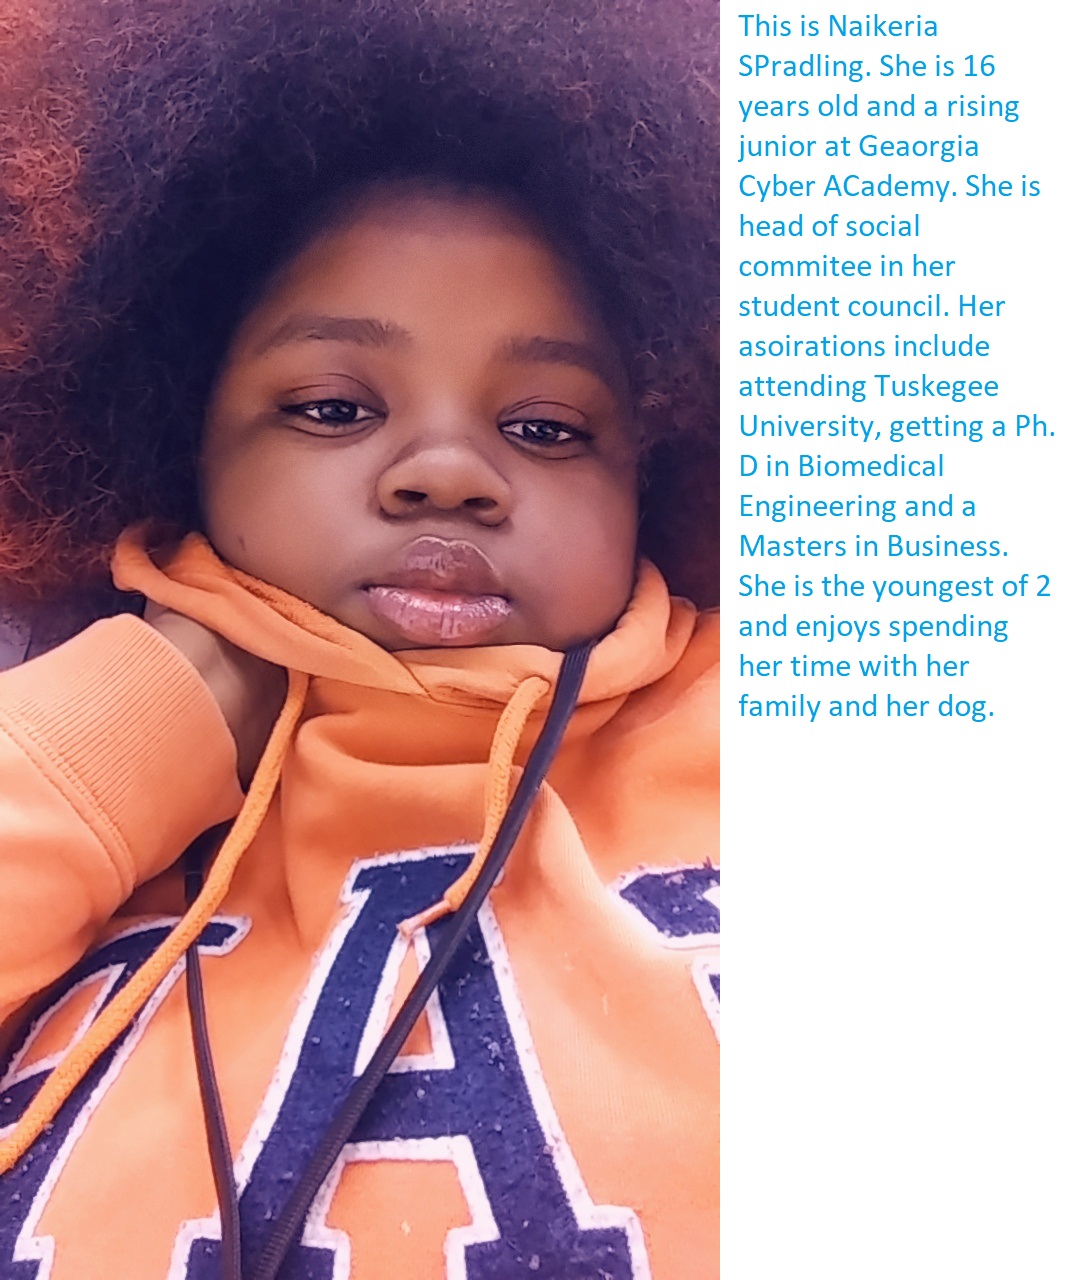 This is Naikeria
SPradling. She is 16
years old and a rising
junior at Geaorgia
Cyber ACademy. She is
head of social
commitee in her
student council. Her
asoirations include
attending Tuskegee
University, getting a Ph.
D in Biomedical
Engineering and a
Masters in Business.
She is the youngest of 2
and enjoys spending
her time with her
family and her dog.
A